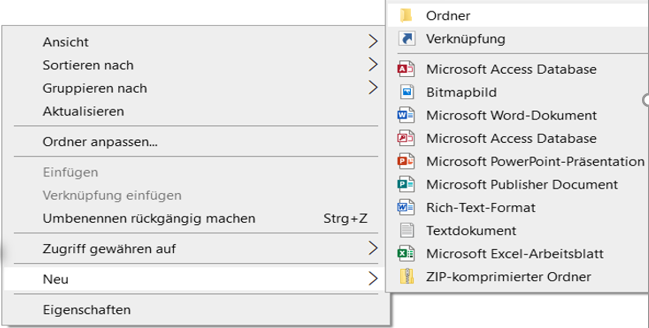 Ansicht
Sortieren nach
Gruppieren nach
Aktualisieren
Ordner anpassen...
Einfügen
Verknüpfung einfügen
Umbenennen rückgängig machen Strg+Z
Zugriff gewähren auf
Neu
Eigenschaften
Ordner
Verknüpfung
Microsoft Access Database
Bitmapbild
Microsoft Word-Dokument
Microsoft Access Database
Microsoft PowerPoint-Präsentation
Microsoft Publisher Document
Rich-Text-Format
Textdokument
Microsoft Excel-Arbeitsblatt
ZIP-komprimierter Ordner